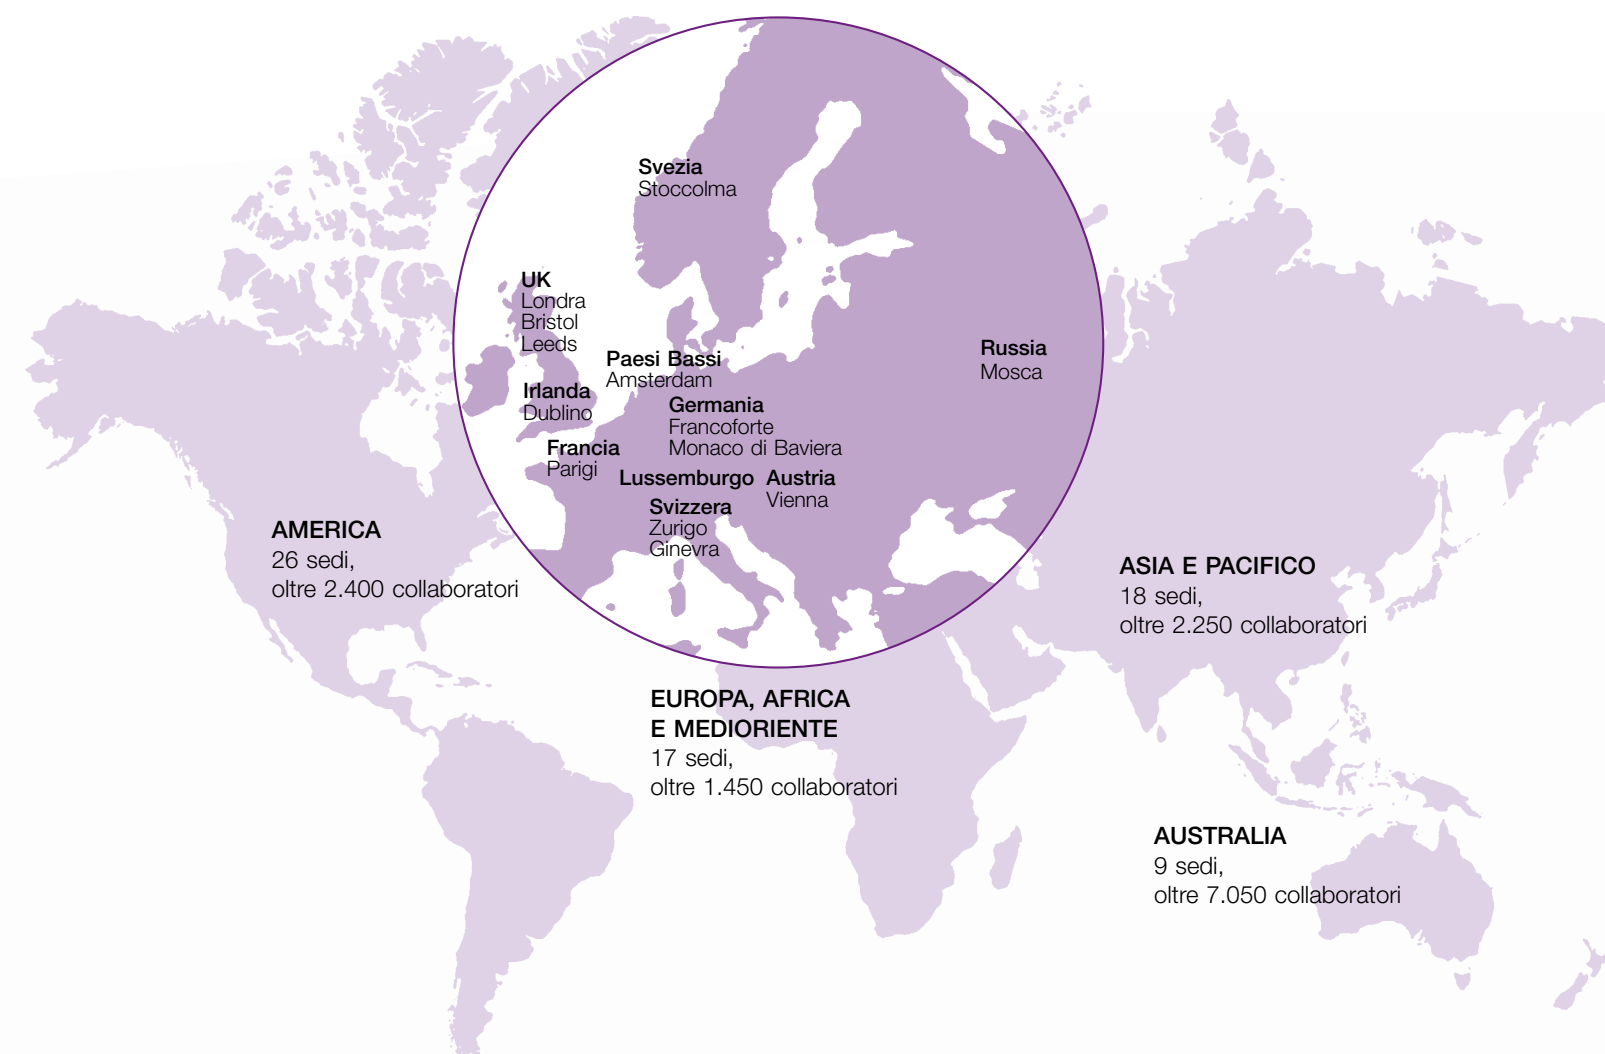 Svezia
Stoccolma
UK
Londra
Bristol
Leeds
Paesi Bassi
Amsterdam
Irlanda
Dublino
Germania
Francoforte
Monaco di Baviera
Francia
Parigi
Lussemburgo
Austria
Vienna
Svizzera
Zurigo
Ginevra
Russia
Mosca
AMERICA
26 sedi,
oltre 2.400 collaboratori
ASIA E PACIFICO
18 sedi,
oltre 2.250 collaboratori
EUROPA, AFRICA
E MEDIORIENTE
17 sedi,
oltre 1.450 collaboratori
AUSTRALIA
9 sedi,
oltre 7.050 collaboratori